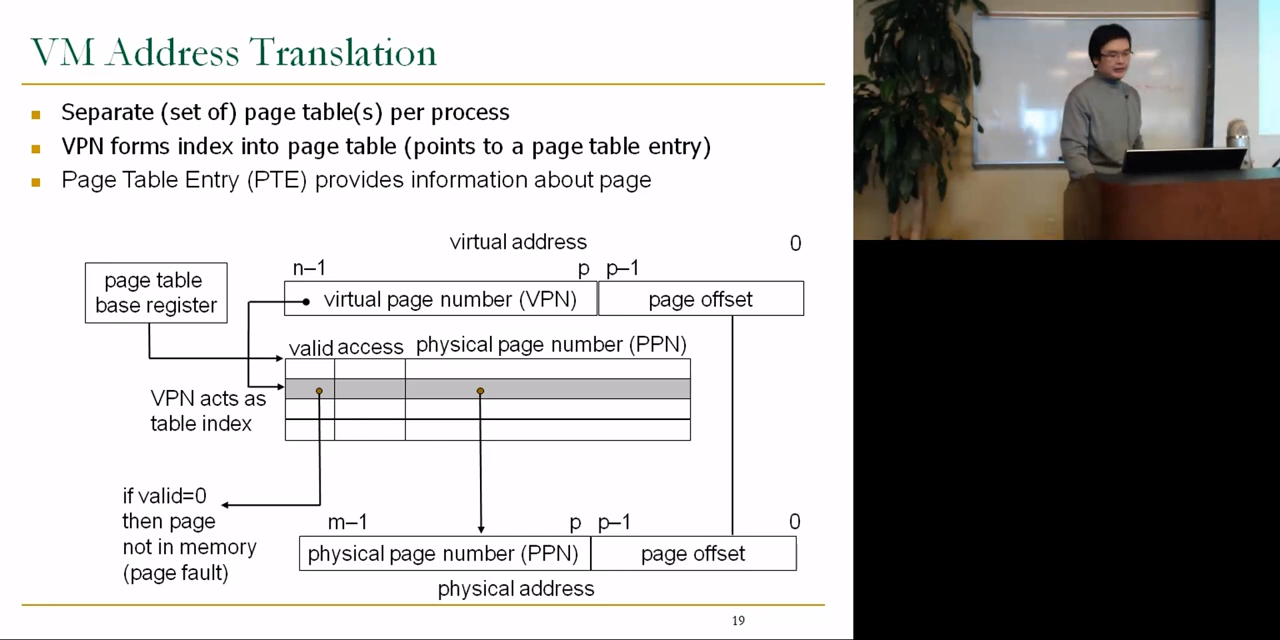 VM Address Translation
Separate (set of) page table(s) per process
VPN forms index into page table (points to a page table entry)
Page Table Entry (PTE) provides information about page
virtual address
0
n–1
p
p–1
page table
base register
virtual page number (VPN)
page offset
valid
access
physical page number (PPN)
VPN acts as
table index
if valid=0
then page
not in memory
(page fault)
m–1
p
p–1
0
physical page number (PPN)
page offset
physical address
19